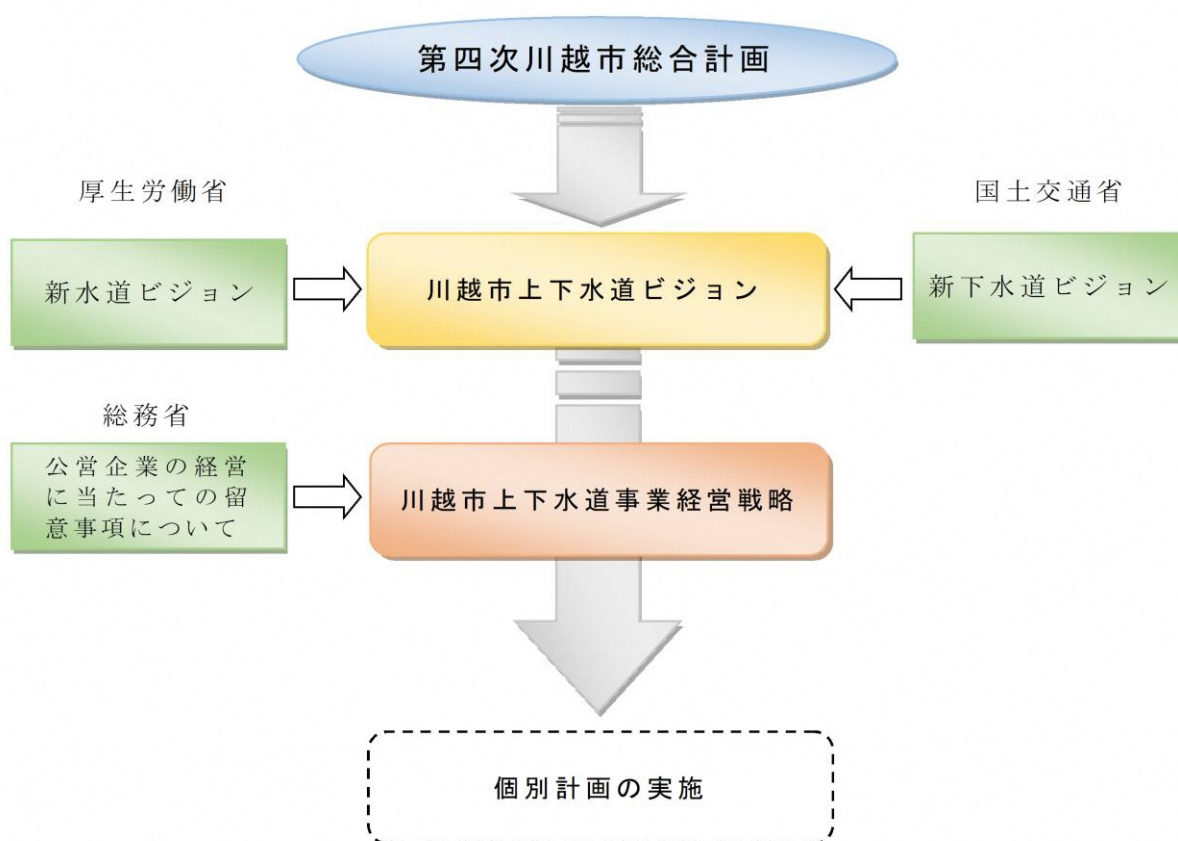 第四次川越市総合計画
厚生労働省
国土交通省
新水道ビジョン
川越市上下水道ビジョン
新下水道ビジョン
総務省
公営企業の経営
に当たっての留
意事項について
川越市上下水道事業経営戦略
個別計画の実施